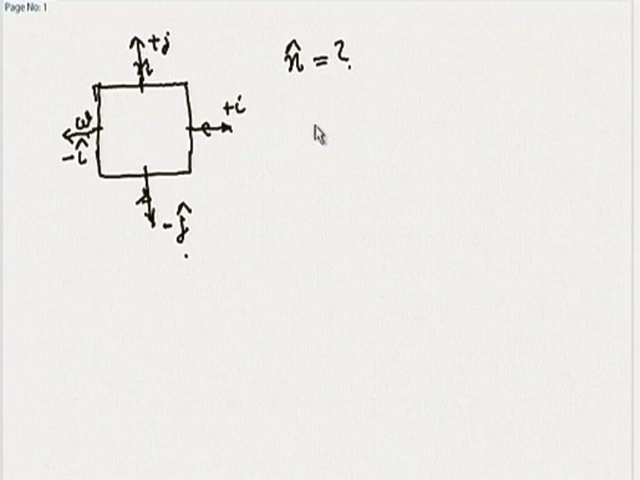 Page No: 1
+j
n
n̂ = ?
+i
e
w
-î
s
-ĵ